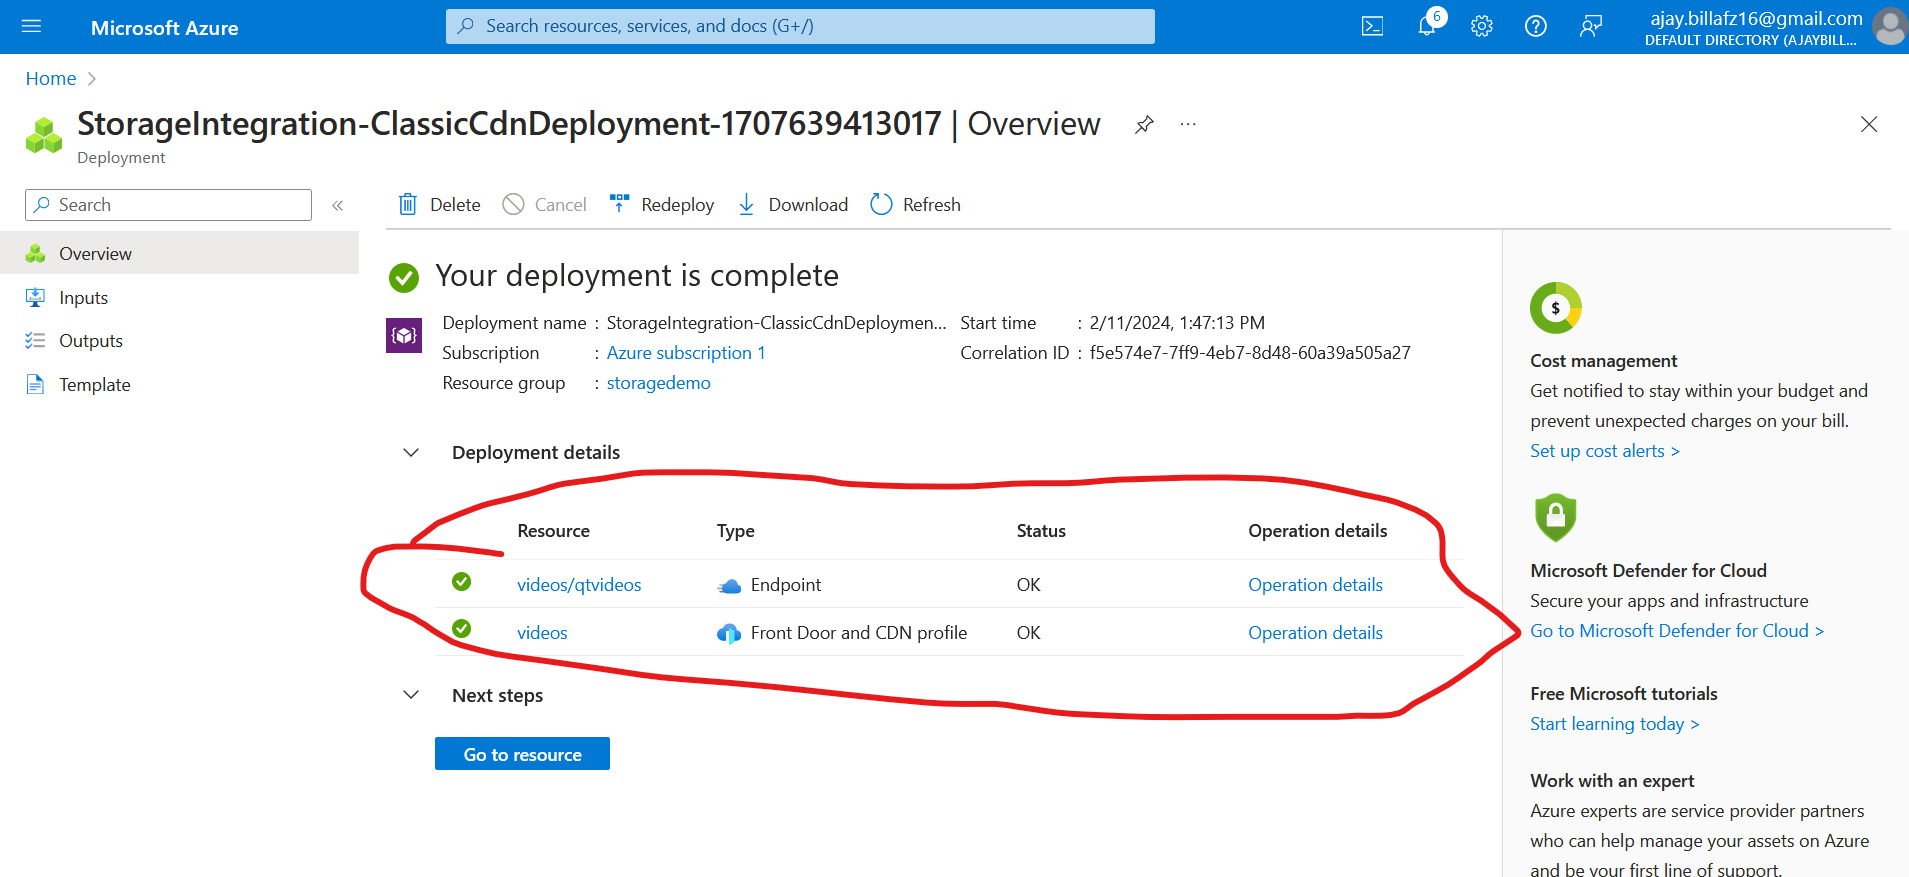 Microsoft Azure
Search resources, services, and docs (G+/)
6
ajay.billafz16@gmail.com
DEFAULT DIRECTORY (AJAYBILL...
Home
StorageIntegration-ClassicCdnDeployment-1707639413017 | Overview
...
Deployment
Search
«
Delete
Cancel
Redeploy
Download
Refresh
Overview
Inputs
Outputs
Template
Your deployment is complete
Deployment name : StorageIntegration-ClassicCdnDeploymen...
Subscription : Azure subscription 1
Resource group : storagedemo
Start time : 2/11/2024, 1:47:13 PM
Correlation ID : f5e574e7-7ff9-4eb7-8d48-60a39a505a27
Deployment details
Resource Type Status Operation details
videos/qtvideos Endpoint OK Operation details
videos Front Door and CDN profile OK Operation details
Next steps
Go to resource
$
Cost management
Get notified to stay within your budget and
prevent unexpected charges on your bill.
Set up cost alerts >
Microsoft Defender for Cloud
Secure your apps and infrastructure
Go to Microsoft Defender for Cloud >
Free Microsoft tutorials
Start learning today >
Work with an expert
Azure experts are service provider partners
who can help manage your assets on Azure
and be your first line of support.